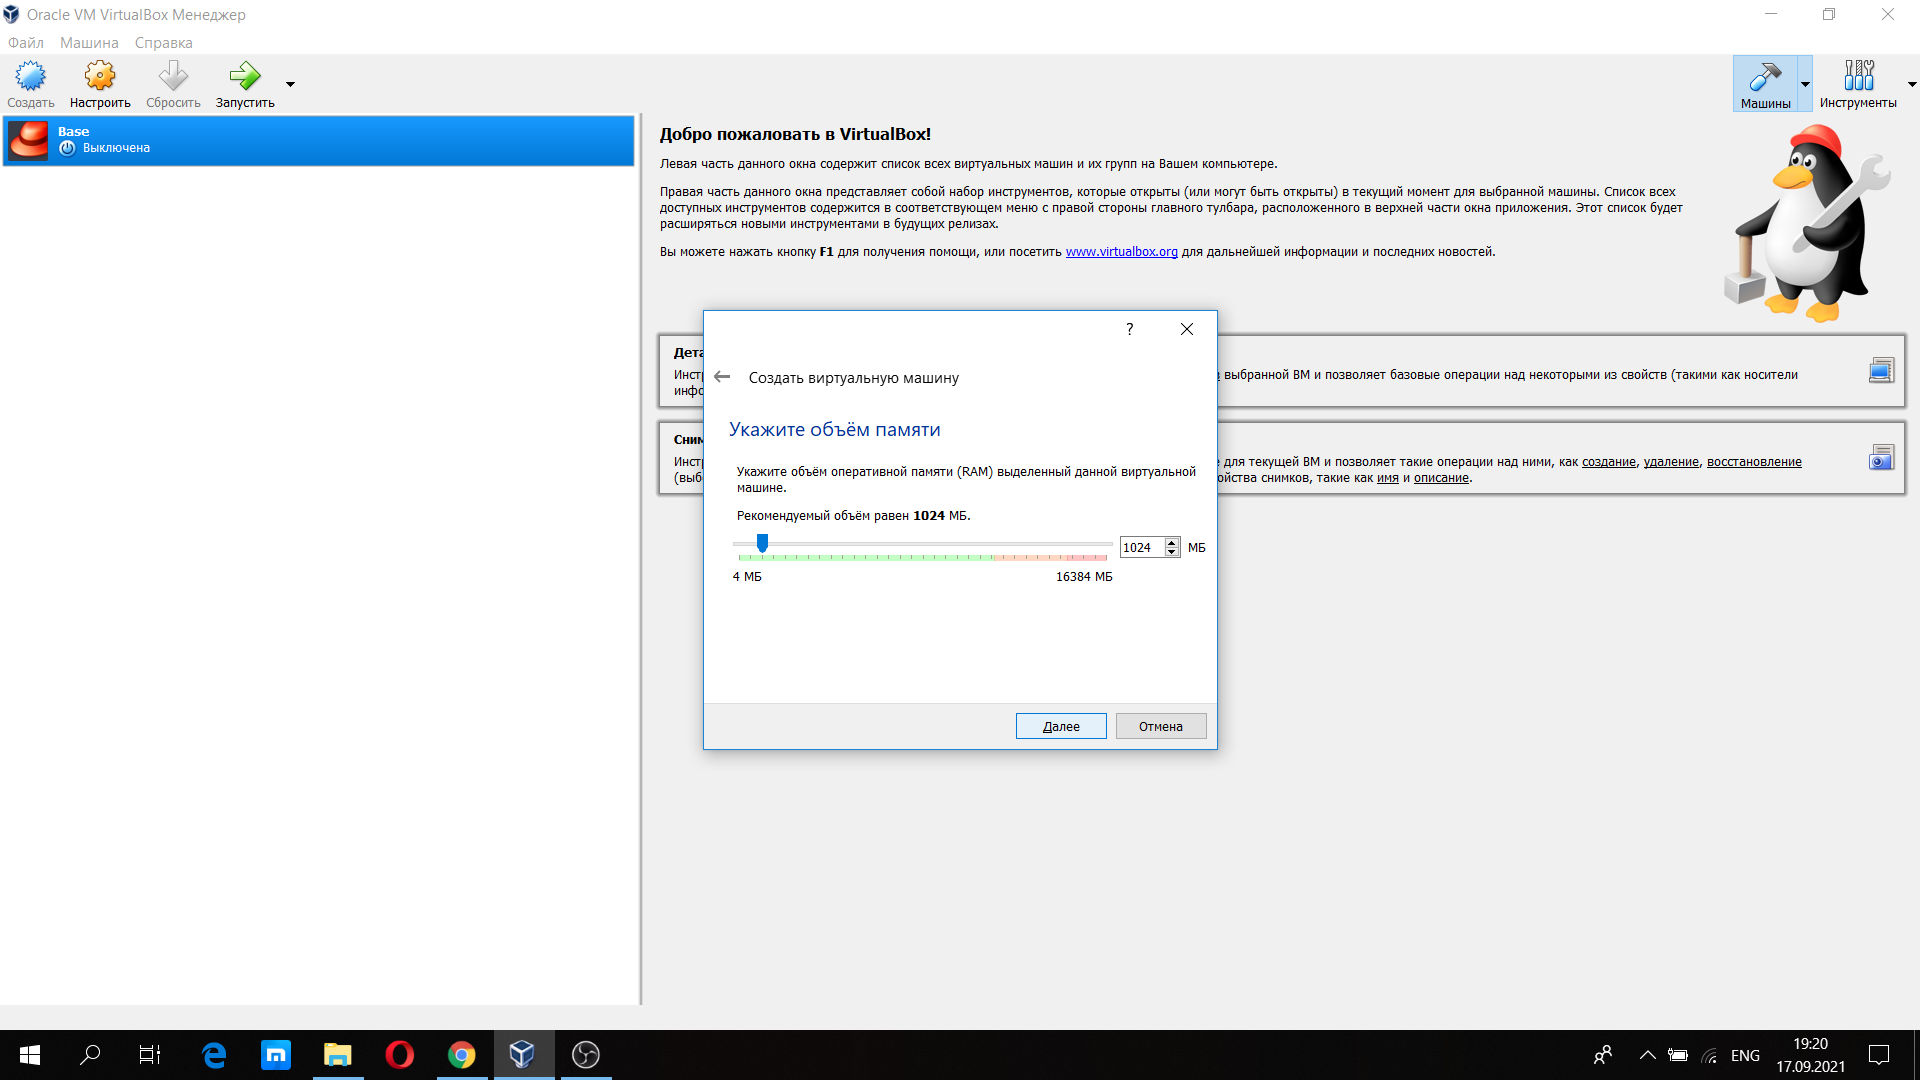 Oracle VM VirtualBox Менеджер
Файл Машина Справка
Создать Настроить Сбросить Запустить
Машины Инструменты
Base
Выключена
Добро пожаловать в VirtualBox!
Левая часть данного окна содержит список всех виртуальных машин и их групп на Вашем компьютере.
Правая часть данного окна представляет собой набор инструментов, которые открыты (или могут быть открыты) в текущий момент для выбранной машины. Список всех
доступных инструментов содержится в соответствующем меню с правой стороны главного тулбара, расположенного в верхней части окна приложения. Этот список будет
расширяться новыми инструментами в будущих релизах.
Вы можете нажать кнопку F1 для получения помощи, или посетить www.virtualbox.org для дальнейшей информации и последних новостей.
Дета
Инст выбранной ВМ и позволяет базовые операции над некоторыми из свойств (такими как носители
инфо
Сним
Инст е для текущей ВМ и позволяет такие операции над ними, как создание, удаление, восстановление
(выб ойства снимков, такие как имя и описание.
?
Создать виртуальную машину
Укажите объём памяти
Укажите объём оперативной памяти (RAM) выделенный данной виртуальной
машине.
Рекомендуемый объём равен 1024 МБ.
1024 МБ
4 МБ 16384 МБ
Далее Отмена
ENG
19:20
17.09.2021